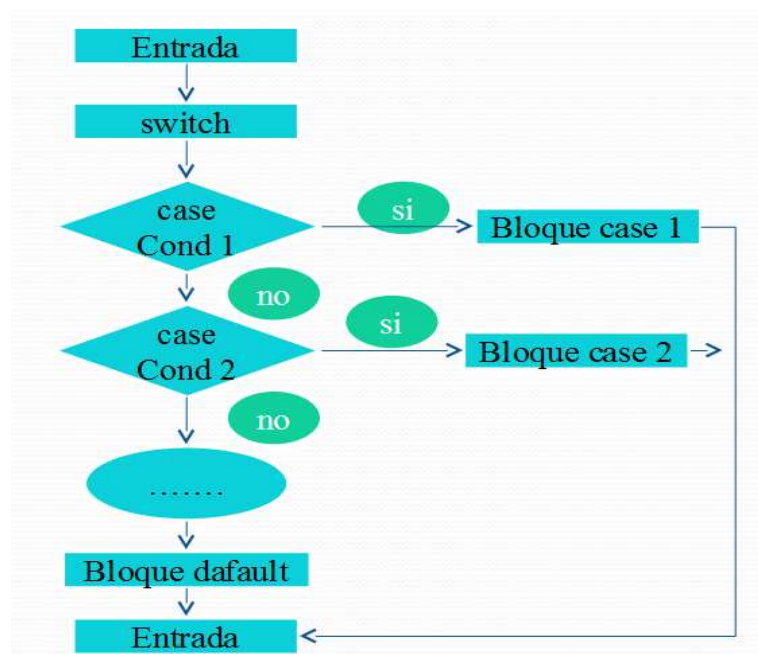 Entrada
switch
case
Cond 1
si
Bloque case 1
no
case
Cond 2
si
Bloque case 2
no
.......
Bloque dafault
Entrada